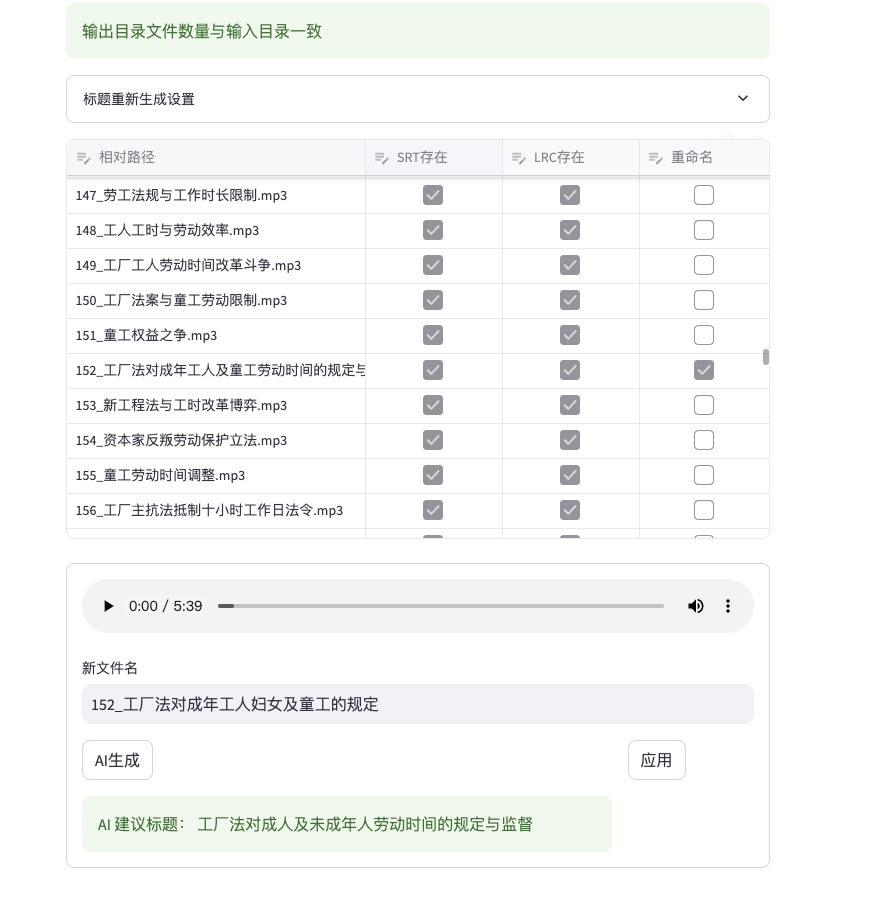 输出目录文件数量与输入目录一致
标题重新生成设置
相对路径 SRT存在 LRC存在 重命名
147_劳工法规与工作时长限制.mp3
148_工人工时与劳动效率.mp3
149_工厂工人劳动时间改革斗争.mp3
150_工厂法案与童工劳动限制.mp3
151_童工权益之争.mp3
152_工厂法对成年工人及童工劳动时间的规定与
153_新工程法与工时改革博弈.mp3
154_资本家反叛劳动保护立法.mp3
155_童工劳动时间调整.mp3
156_工厂主抗法抵制十小时工作日法令.mp3
0:00 / 5:39
新文件名
152_工厂法对成年工人妇女及童工的规定
AI生成 应用
AI 建议标题： 工厂法对成人及未成年人劳动时间的规定与监督